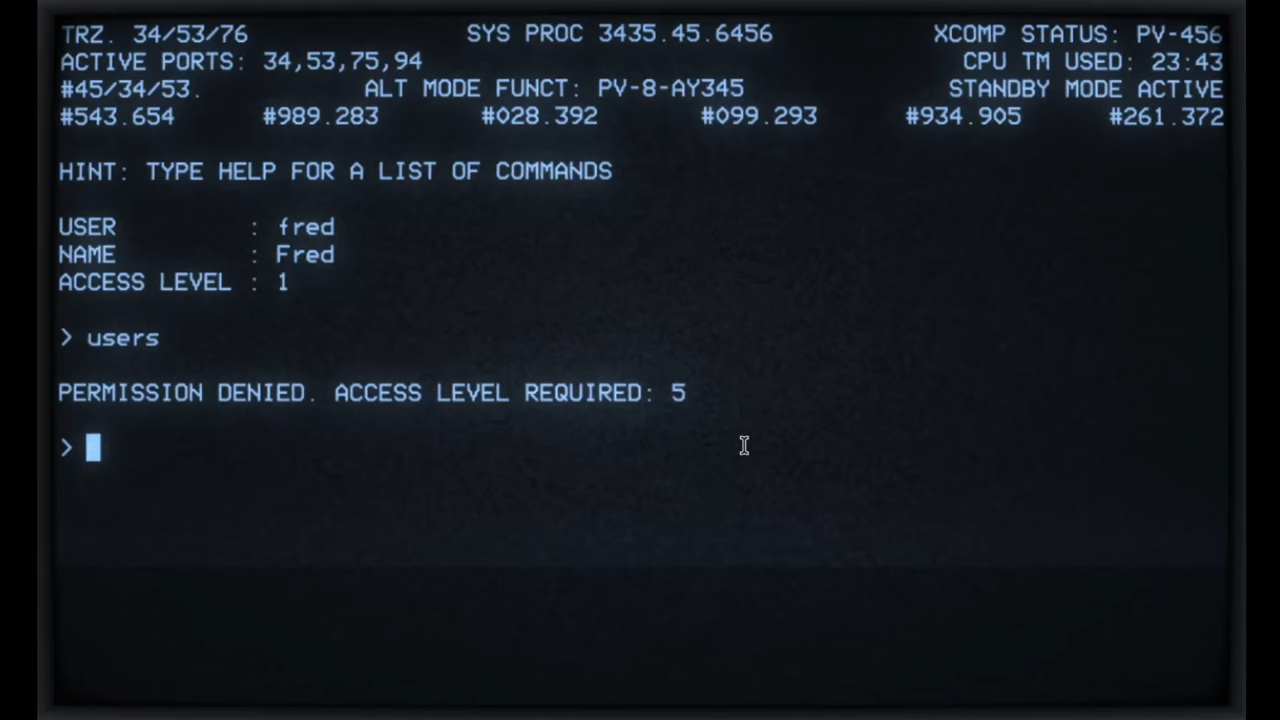 TRZ. 34/53/76 SYS PROC 3435.45.6456 XCOMP STATUS: PV-456
ACTIVE PORTS: 34,53,75,94 CPU TM USED: 23:43
#45/34/53. ALT MODE FUNCT: PV-8-AY345 STANDBY MODE ACTIVE
#543.654 #989.283 #028.392 #099.293 #934.905 #261.372
HINT: TYPE HELP FOR A LIST OF COMMANDS
USER : fred
NAME : Fred
ACCESS LEVEL : 1
> users
PERMISSION DENIED. ACCESS LEVEL REQUIRED: 5
>